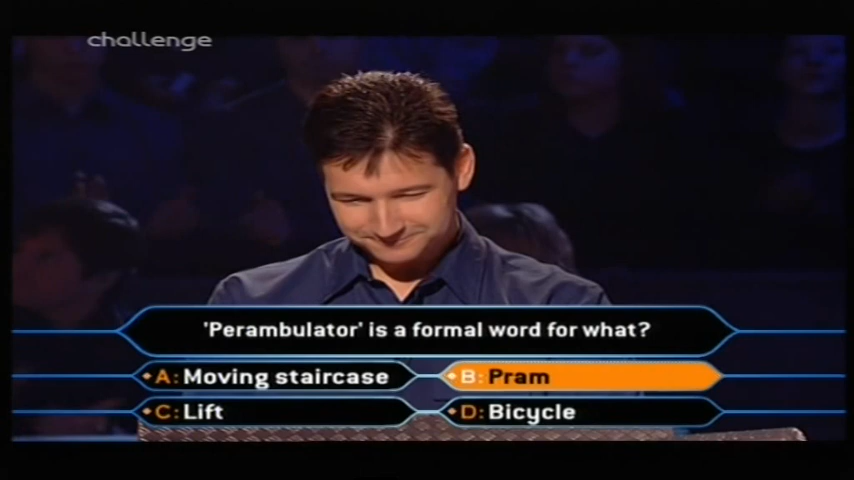 challenge
'Perambulator' is a formal word for what?
A: Moving staircase
B: Pram
C: Lift
D: Bicycle